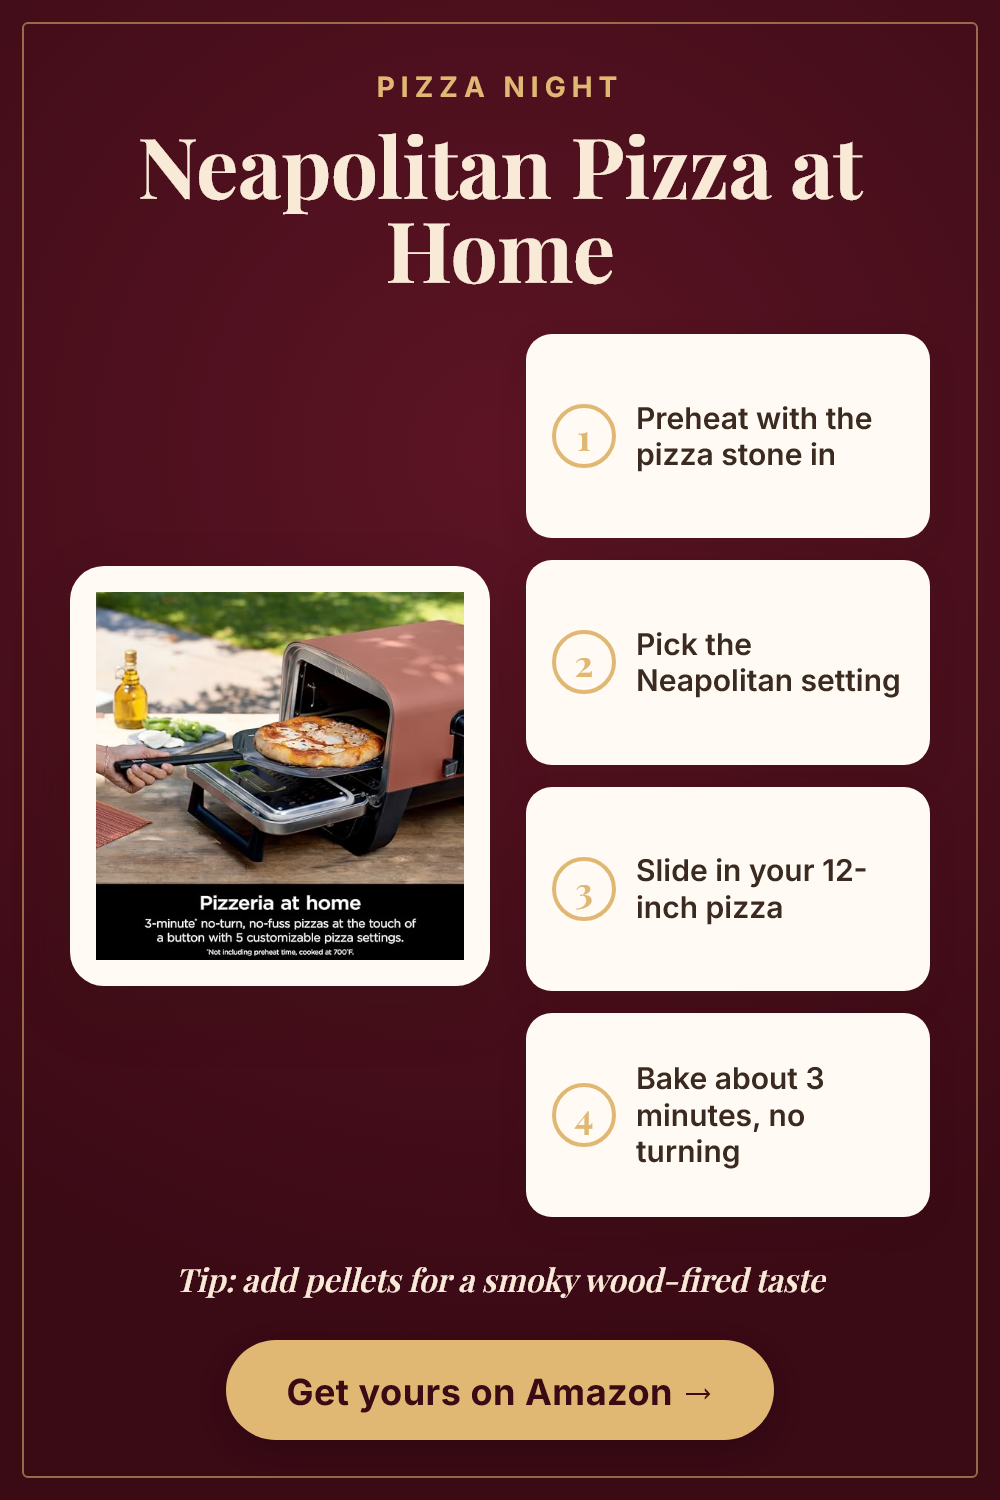 PIZZA NIGHT
Neapolitan Pizza at
Home
1
Preheat with the
pizza stone in
2
Pick the
Neapolitan setting
3
Slide in your 12-
inch pizza
4
Bake about 3
minutes, no
turning
Pizzeria at home
3-minute* no-turn, no-fuss pizzas at the touch of
a button with 5 customizable pizza settings.
*Not including preheat time, cooked at 700°F.
Tip: add pellets for a smoky wood-fired taste
Get yours on Amazon →